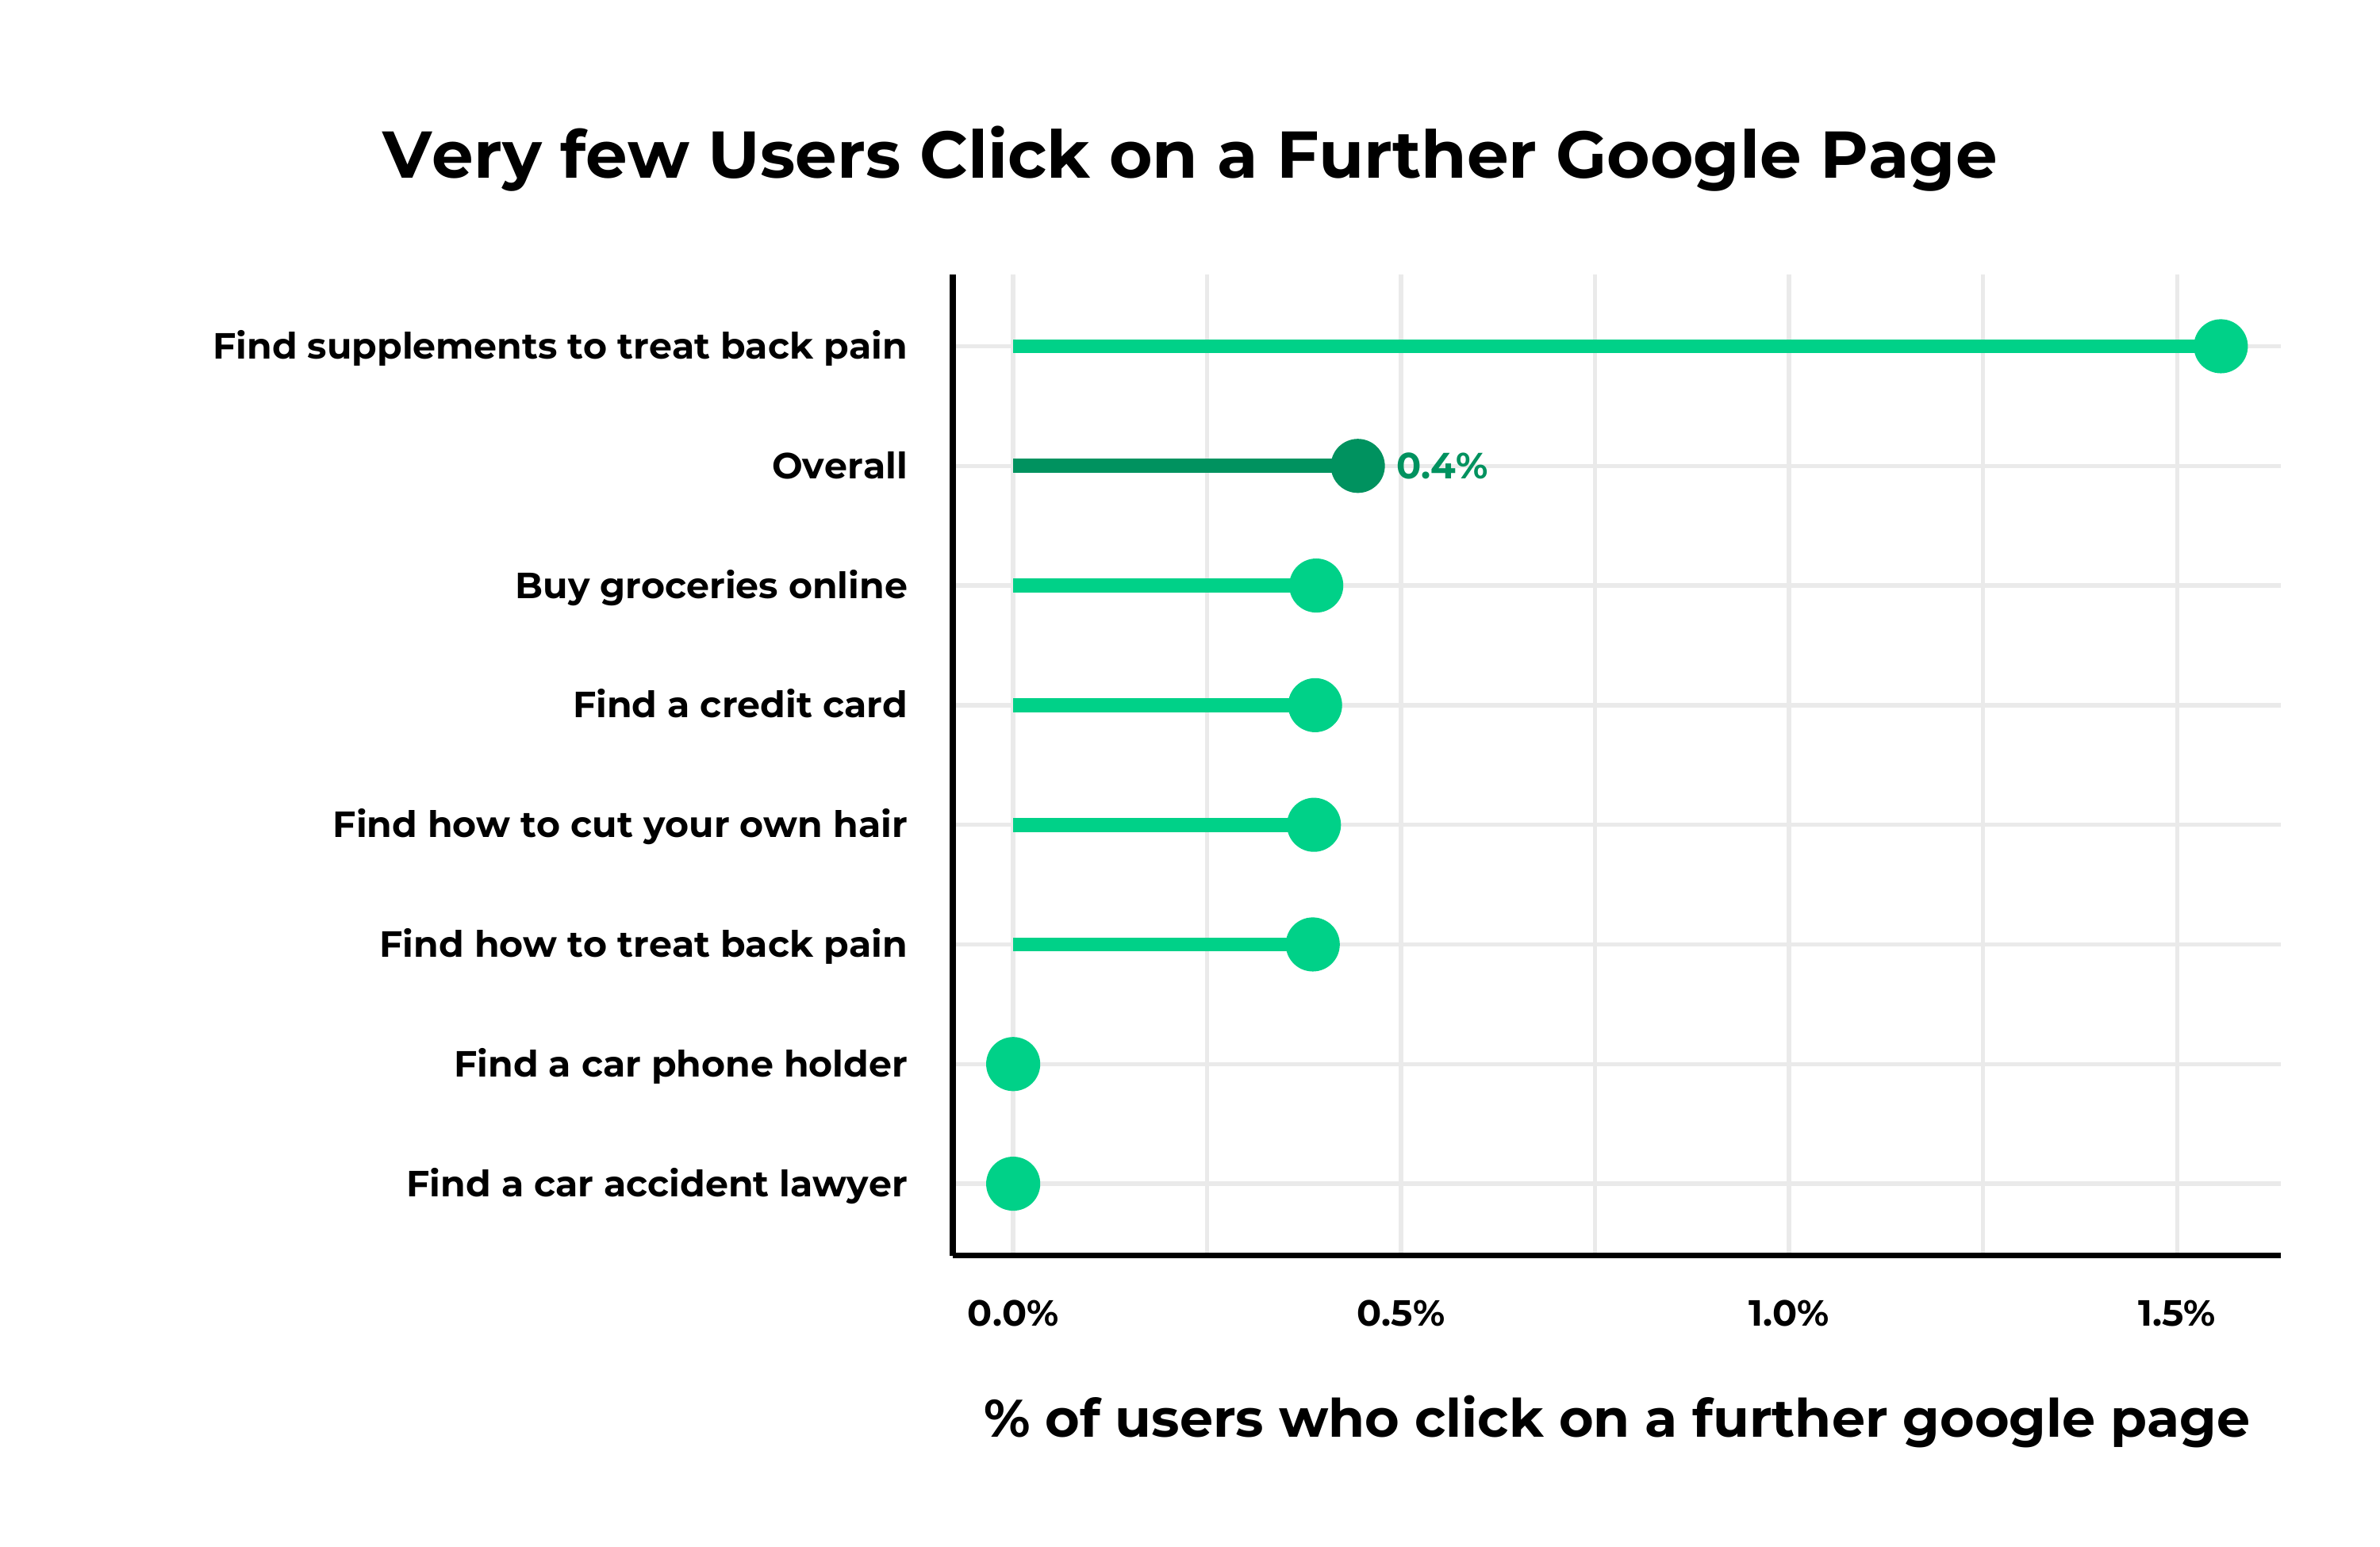 Very few Users Click on a Further Google Page
Find supplements to treat back pain
Overall
0.4%
Buy groceries online
Find a credit card
Find how to cut your own hair
Find how to treat back pain
Find a car phone holder
Find a car accident lawyer
0.0% 0.5% 1.0% 1.5%
% of users who click on a further google page